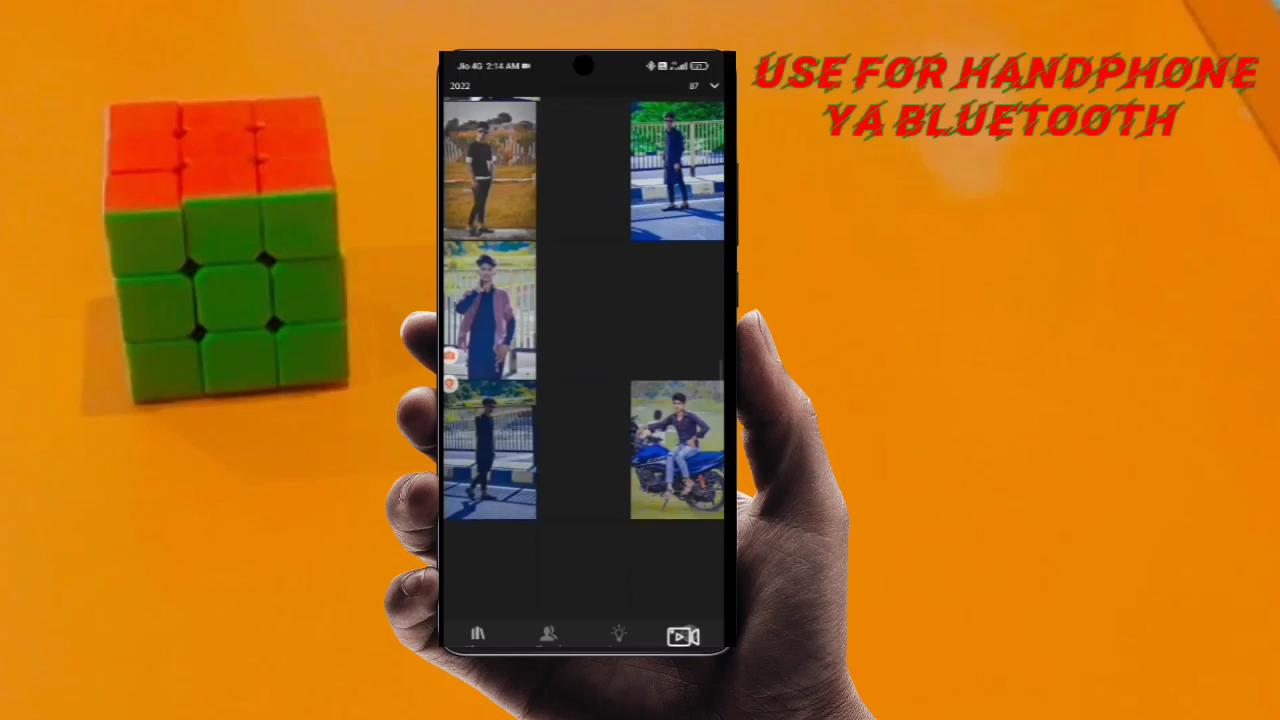 USE FOR HANDPHONE
YA BLUETOOTH
Jio 4G 2:14 AM
2022
87